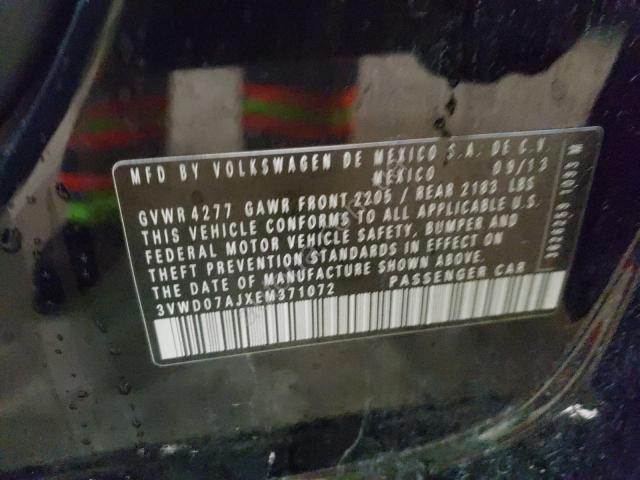 MFD BY VOLKSWAGEN DE MEXICO S.A. DE C.V.
MEXICO 09/13
GVWR 4277 GAWR FRONT 2205 / REAR 2183 LBS
THIS VEHICLE CONFORMS TO ALL APPLICABLE U.S.
FEDERAL MOTOR VEHICLE SAFETY, BUMPER AND
THEFT PREVENTION STANDARDS IN EFFECT ON
THE DATE OF MANUFACTURE SHOWN ABOVE.
3VWD07AJXEM371072 PASSENGER CAR